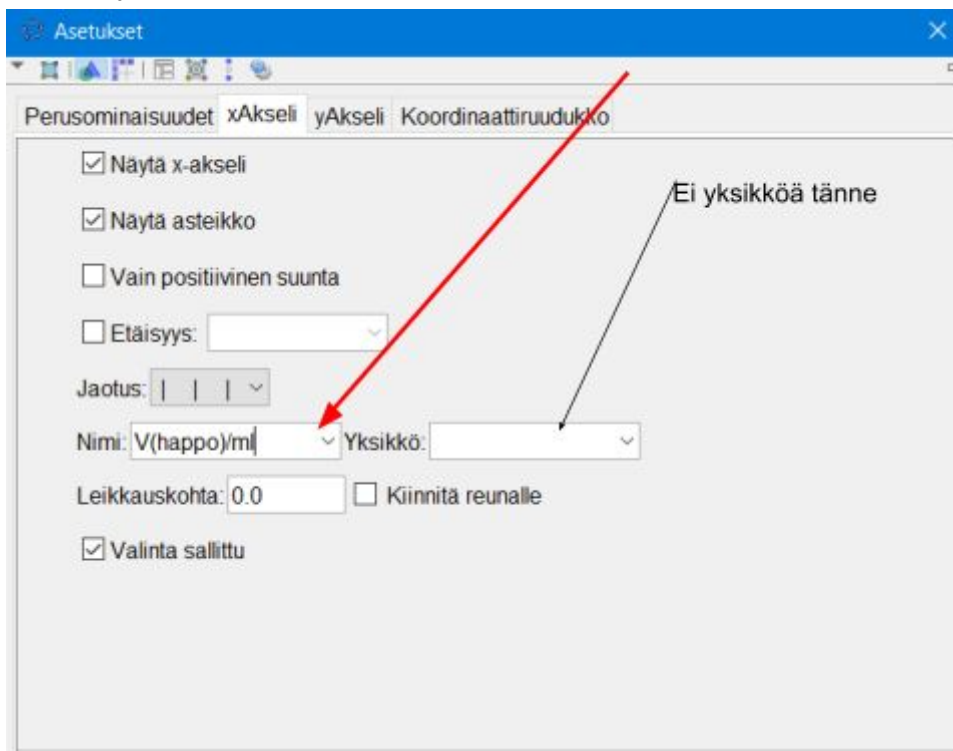 Asetukset
Perusominaisuudet xAkseli yAkseli Koordinaattiruudukko
Näytä x-akseli
Ei yksikköä tänne
Näytä asteikko
Vain positiivinen suunta
Etäisyys:
Jaotus: | | |
Nimi: V(happo)/ml Yksikkö:
Leikkauskohta: 0.0 Kiinnitä reunalle
Valinta sallittu